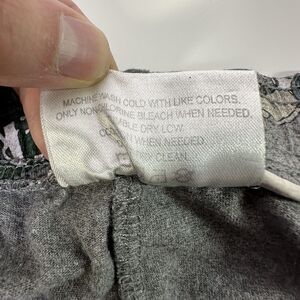 MACHINE WASH COLD WITH LIKE COLORS.
ONLY NON-CHLORINE BLEACH WHEN NEEDED.
DRY LOW.
WHEN NEEDED.
CLEAN.